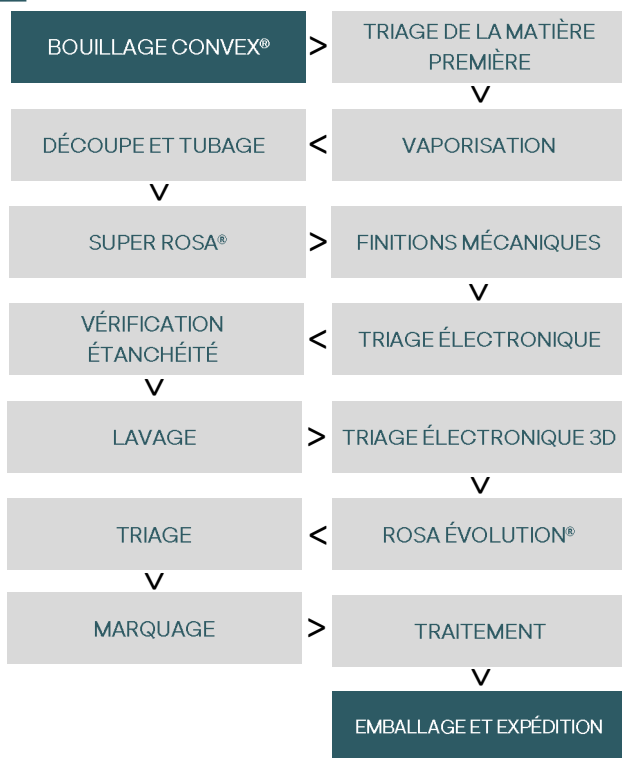 BOUILLAGE CONVEX®
>
TRIAGE DE LA MATIÈRE
PREMIÈRE
>
VAPORISATION
<
DÉCOUPE ET TUBAGE
>
SUPER ROSA®
>
FINITIONS MÉCANIQUES
>
TRIAGE ÉLECTRONIQUE
<
VÉRIFICATION
ÉTANCHÉITÉ
>
LAVAGE
>
TRIAGE ÉLECTRONIQUE 3D
>
ROSA ÉVOLUTION®
<
TRIAGE
>
MARQUAGE
>
TRAITEMENT
>
EMBALLAGE ET EXPÉDITION